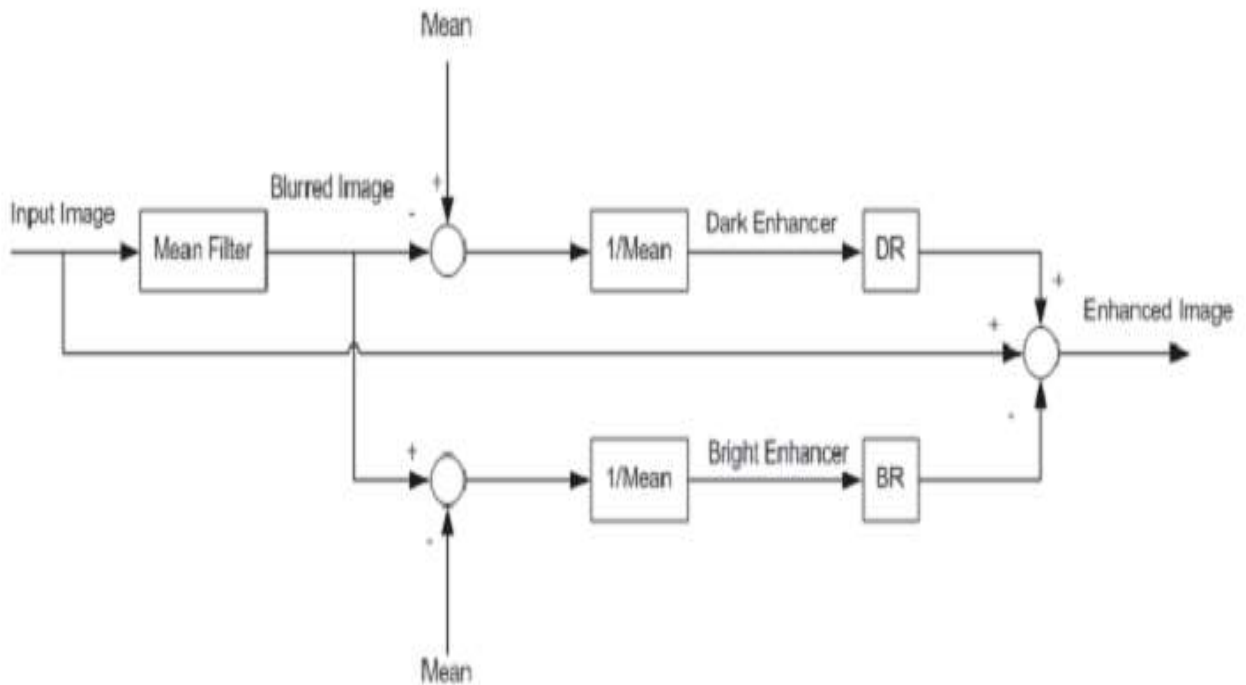 Mean
+
Blurred Image
-
Input Image
Mean Filter
1/Mean
Dark Enhancer
DR
+
+
Enhanced Image
-
+
1/Mean
Bright Enhancer
BR
-
Mean